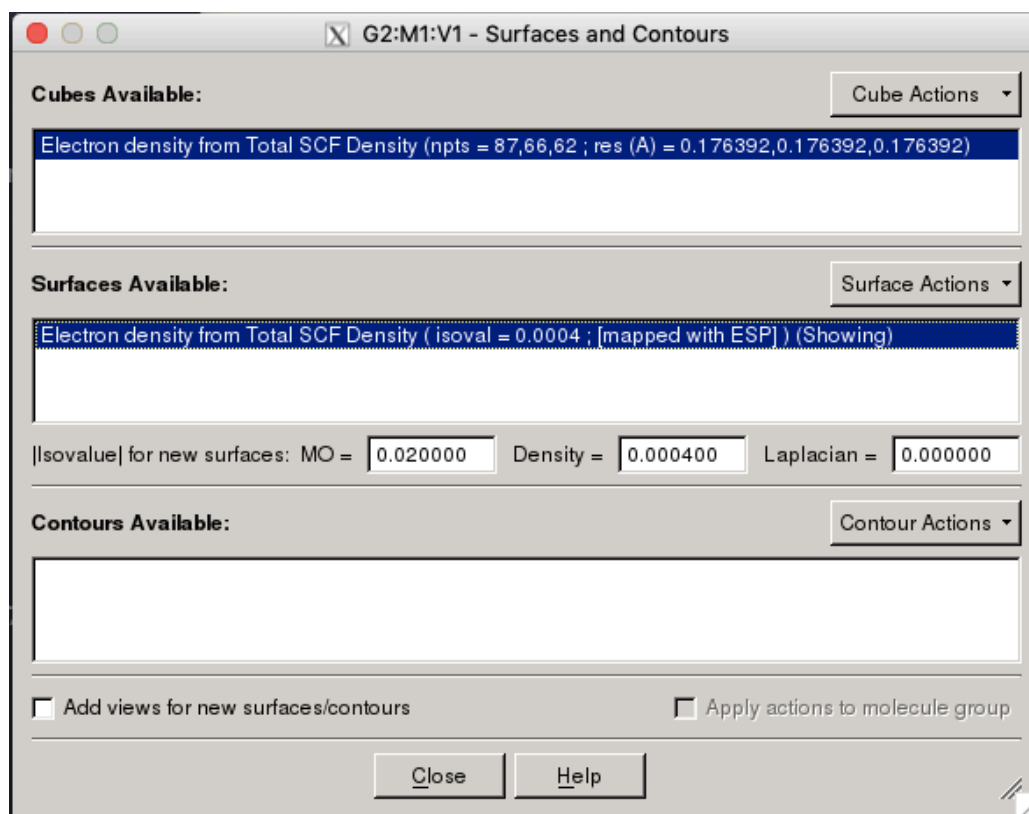 G2:M1:V1 - Surfaces and Contours
Cubes Available:
Cube Actions
Electron density from Total SCF Density (npts = 87,66,62 ; res (A) = 0.176392,0.176392,0.176392)
Surfaces Available:
Surface Actions
Electron density from Total SCF Density ( isoval = 0.0004 ; [mapped with ESP] ) (Showing)
|Isovalue| for new surfaces: MO = 0.020000 Density = 0.000400 Laplacian = 0.000000
Contours Available:
Contour Actions
Add views for new surfaces/contours
Apply actions to molecule group
Close
Help